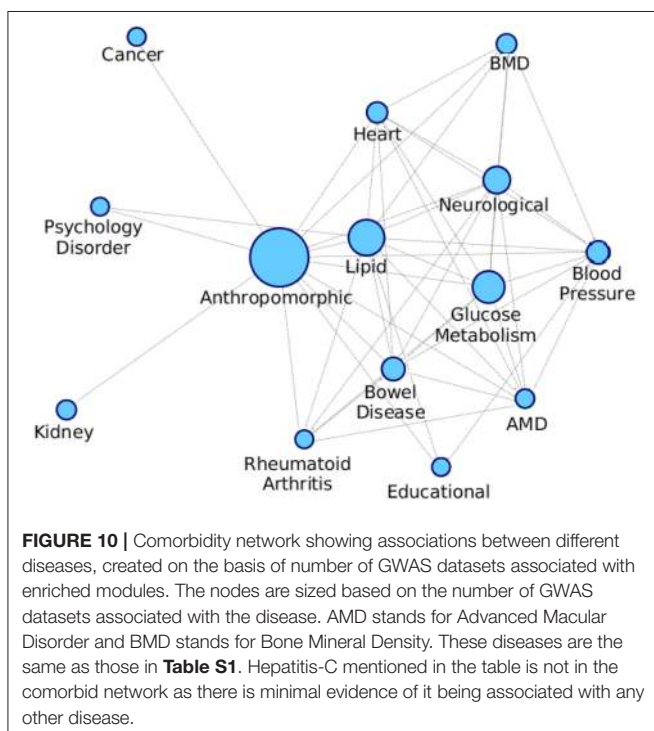 Cancer
BMD
Heart
Neurological
Psychology
Disorder
Lipid
Blood
Pressure
Anthropomorphic
Glucose
Metabolism
Bowel
Disease
AMD
Kidney
Rheumatoid
Arthritis
Educational
FIGURE 10 | Comorbidity network showing associations between different
diseases, created on the basis of number of GWAS datasets associated with
enriched modules. The nodes are sized based on the number of GWAS
datasets associated with the disease. AMD stands for Advanced Macular
Disorder and BMD stands for Bone Mineral Density. These diseases are the
same as those in Table S1. Hepatitis-C mentioned in the table is not in the
comorbid network as there is minimal evidence of it being associated with any
other disease.